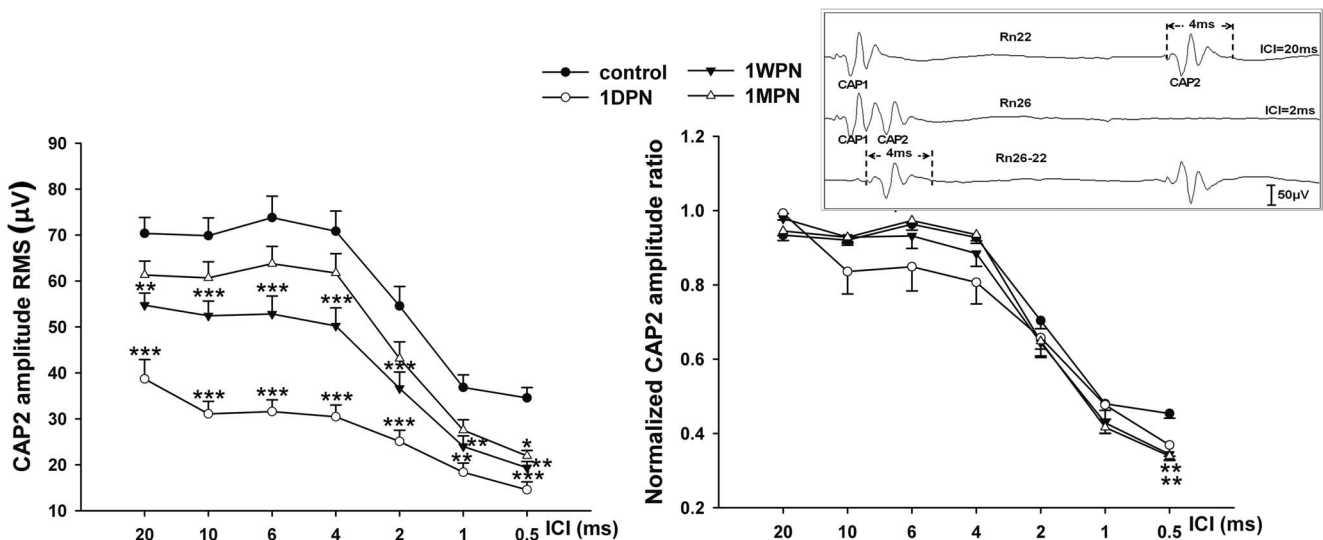 control
1DPN
1WPN
1MPN
CAP2 amplitude RMS (µV)
90
80
70
60
50
40
30
20
10
** *** *** ***
***
**
*
**
*** *** *** ***
***
**
***
20 10 6 4 2 1 0.5 ICI (ms)
Normalized CAP2 amplitude ratio
1.0
0.8
0.6
0.4
0.2
**
**
20 10 6 4 2 1 0.5 ICI (ms)
Rn22
4ms
ICI=20ms
CAP1
CAP2
Rn26
ICI=2ms
CAP1
CAP2
4ms
Rn26-22
50µV